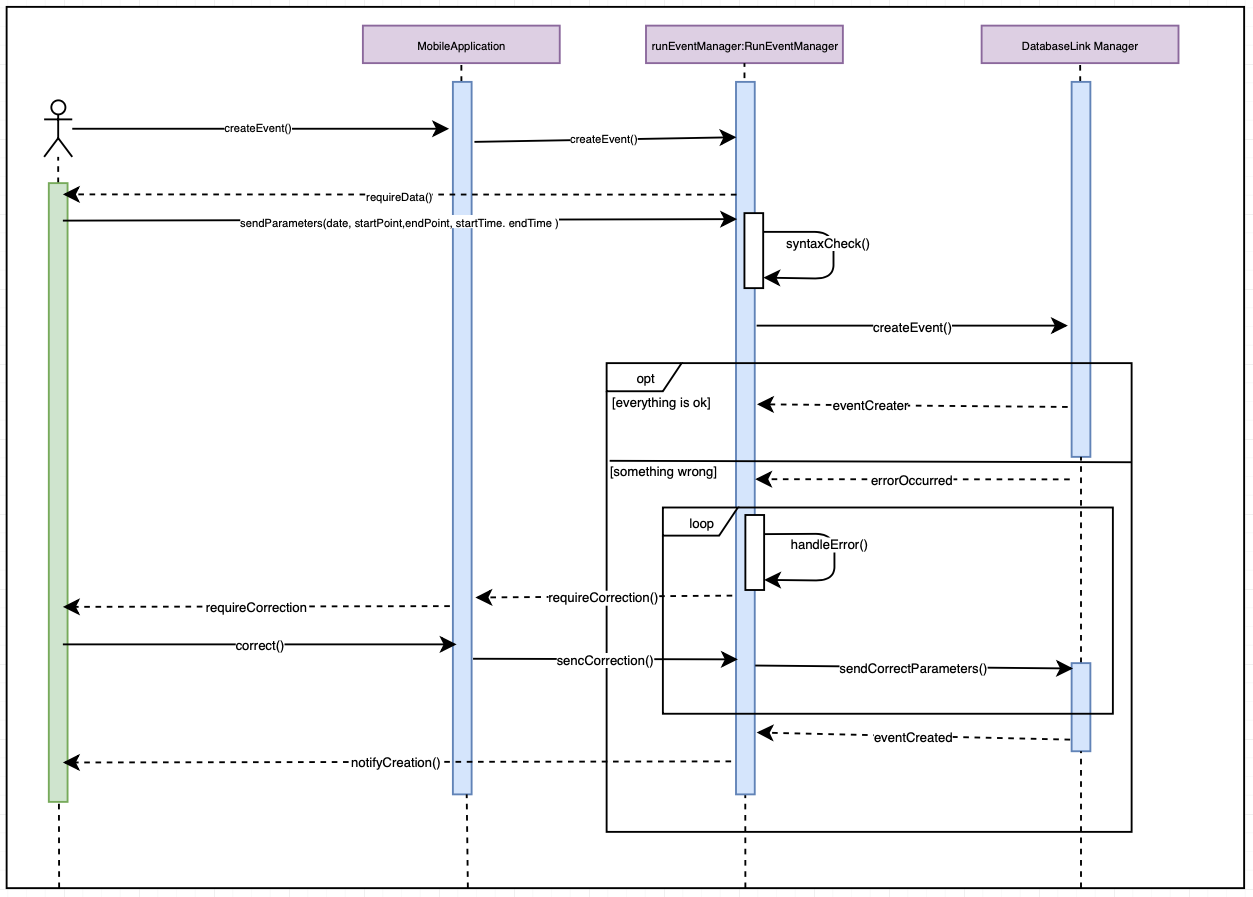 MobileApplication
runEventManager:RunEventManager
DatabaseLink Manager
createEvent()
createEvent()
requireData()
sendParameters(date, startPoint,endPoint, startTime. endTime )
syntaxCheck()
createEvent()
opt
[everything is ok]
eventCreater
[something wrong]
errorOccurred
loop
handleError()
requireCorrection()
requireCorrection
correct()
sencCorrection()
sendCorrectParameters()
eventCreated
notifyCreation()